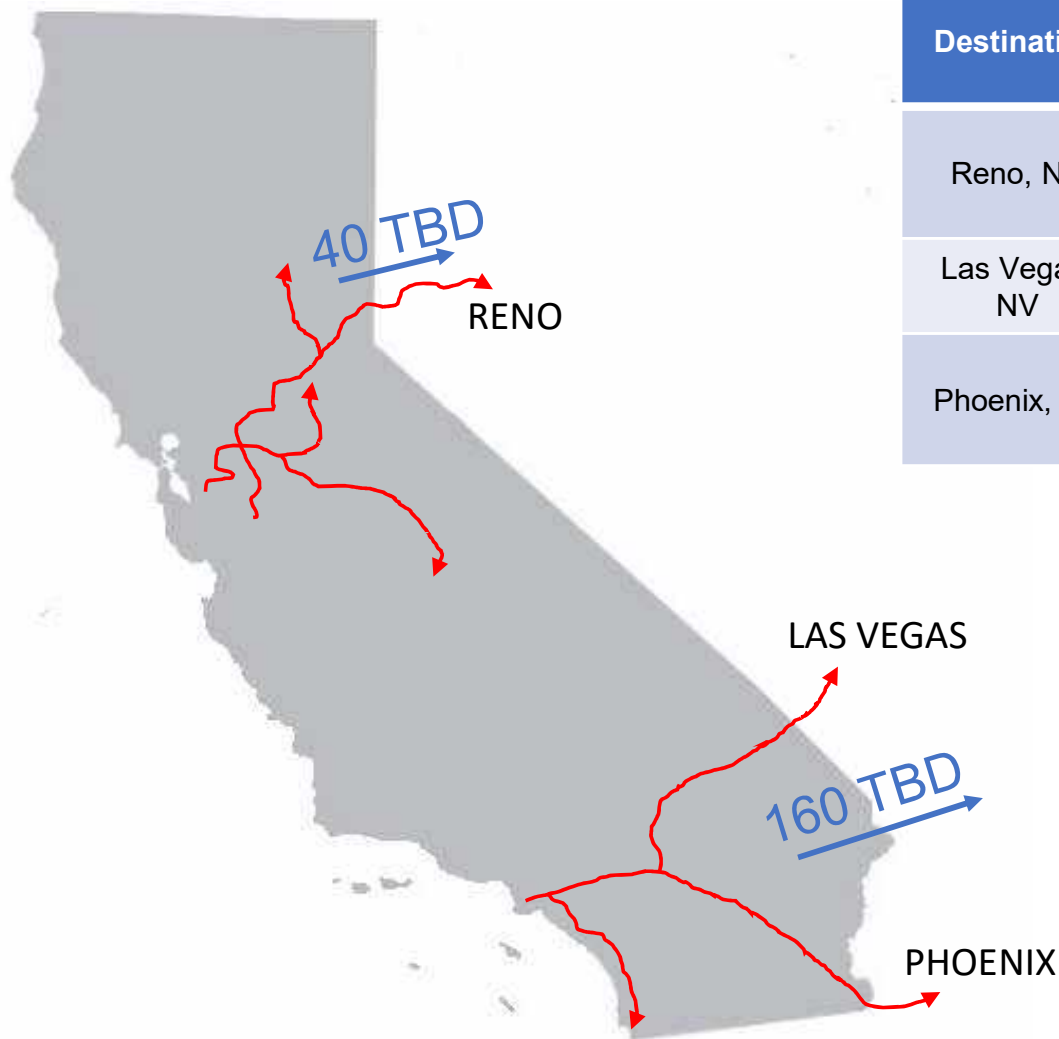 Destinati
Reno, N
Las Vega
NV
Phoenix,
40 TBD
RENO
LAS VEGAS
160 TBD
PHOENIX